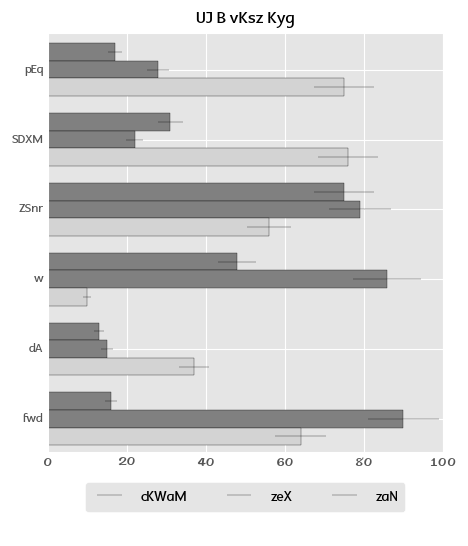 UJ B vKsz Kyg
pEq
SDXM
ZSnr
w
dA
fwd
0 20 40 60 80 100
cKWaM zeX zaN